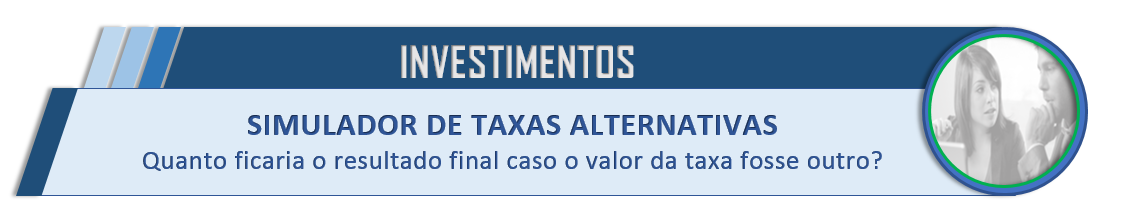 INVESTIMENTOS
SIMULADOR DE TAXAS ALTERNATIVAS
Quanto ficaria o resultado final caso o valor da taxa fosse outro?